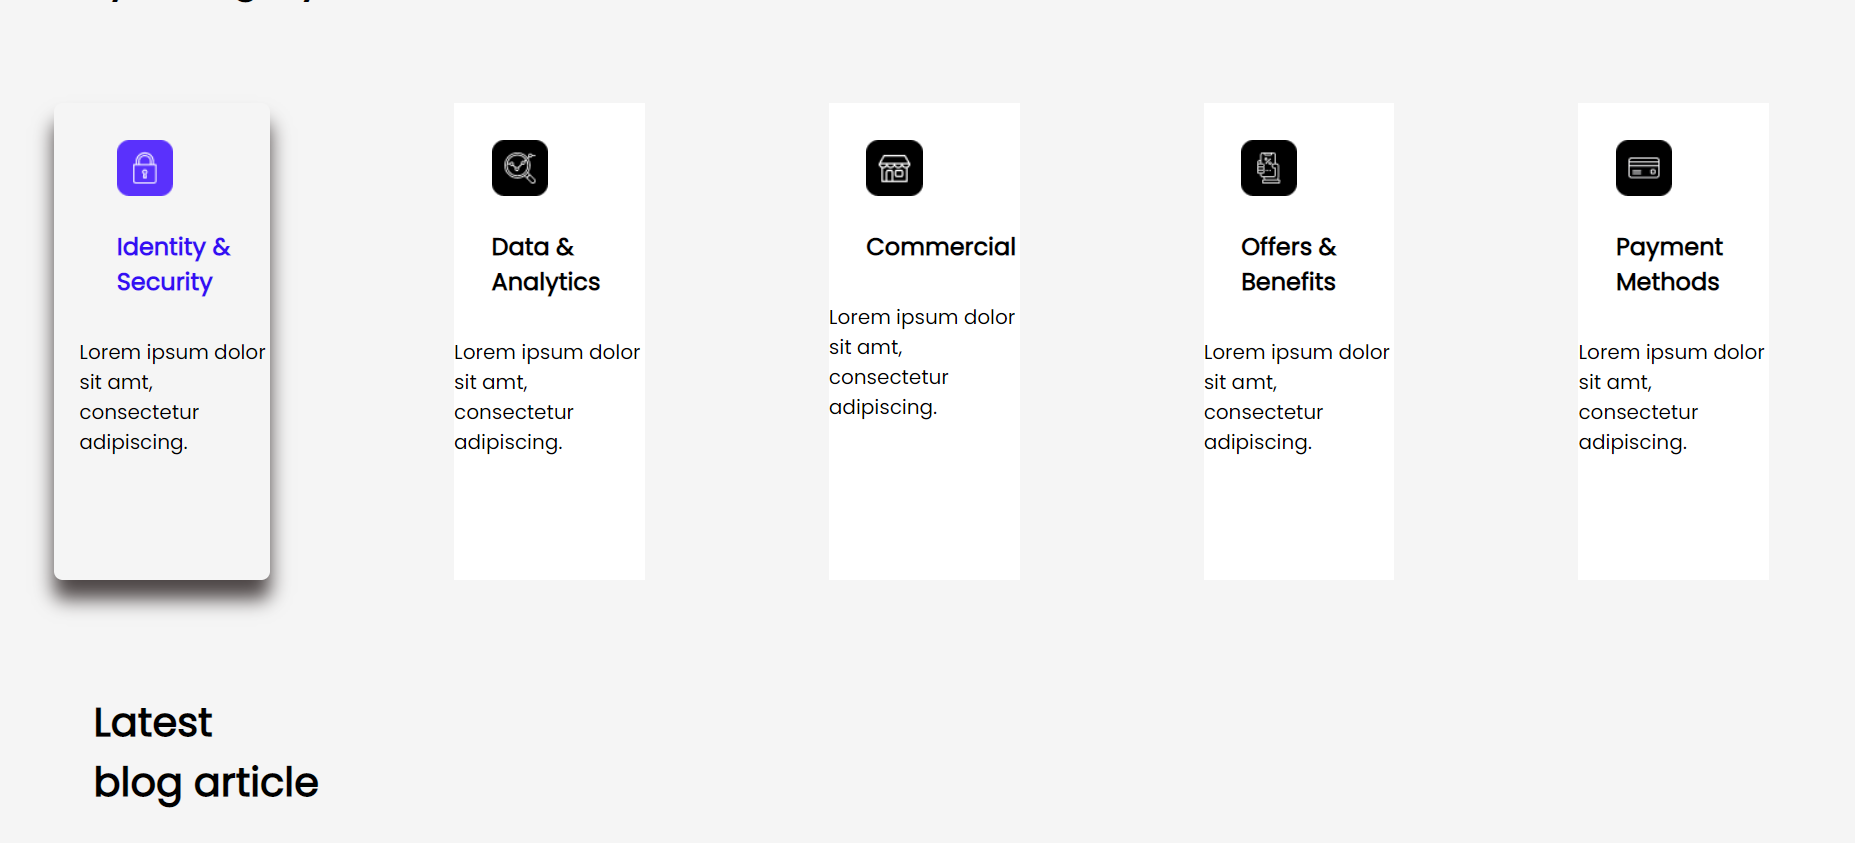 Identity &
Security
Lorem ipsum dolor
sit amt,
consectetur
adipiscing.
Data &
Analytics
Lorem ipsum dolor
sit amt,
consectetur
adipiscing.
Commercial
Lorem ipsum dolor
sit amt,
consectetur
adipiscing.
Offers &
Benefits
Lorem ipsum dolor
sit amt,
consectetur
adipiscing.
Payment
Methods
Lorem ipsum dolor
sit amt,
consectetur
adipiscing.
Latest
blog article